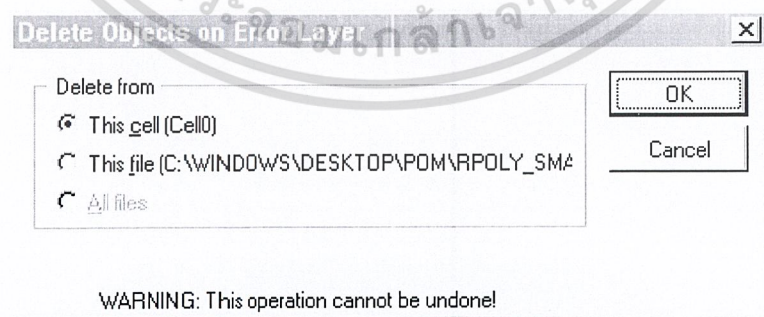 Delete Objects on Error Layer
Delete from
This cell (Cell0)
This file (C:\WINDOWS\DESKTOP\POM\RPOLY_SMA
All files
OK
Cancel
WARNING: This operation cannot be undone!